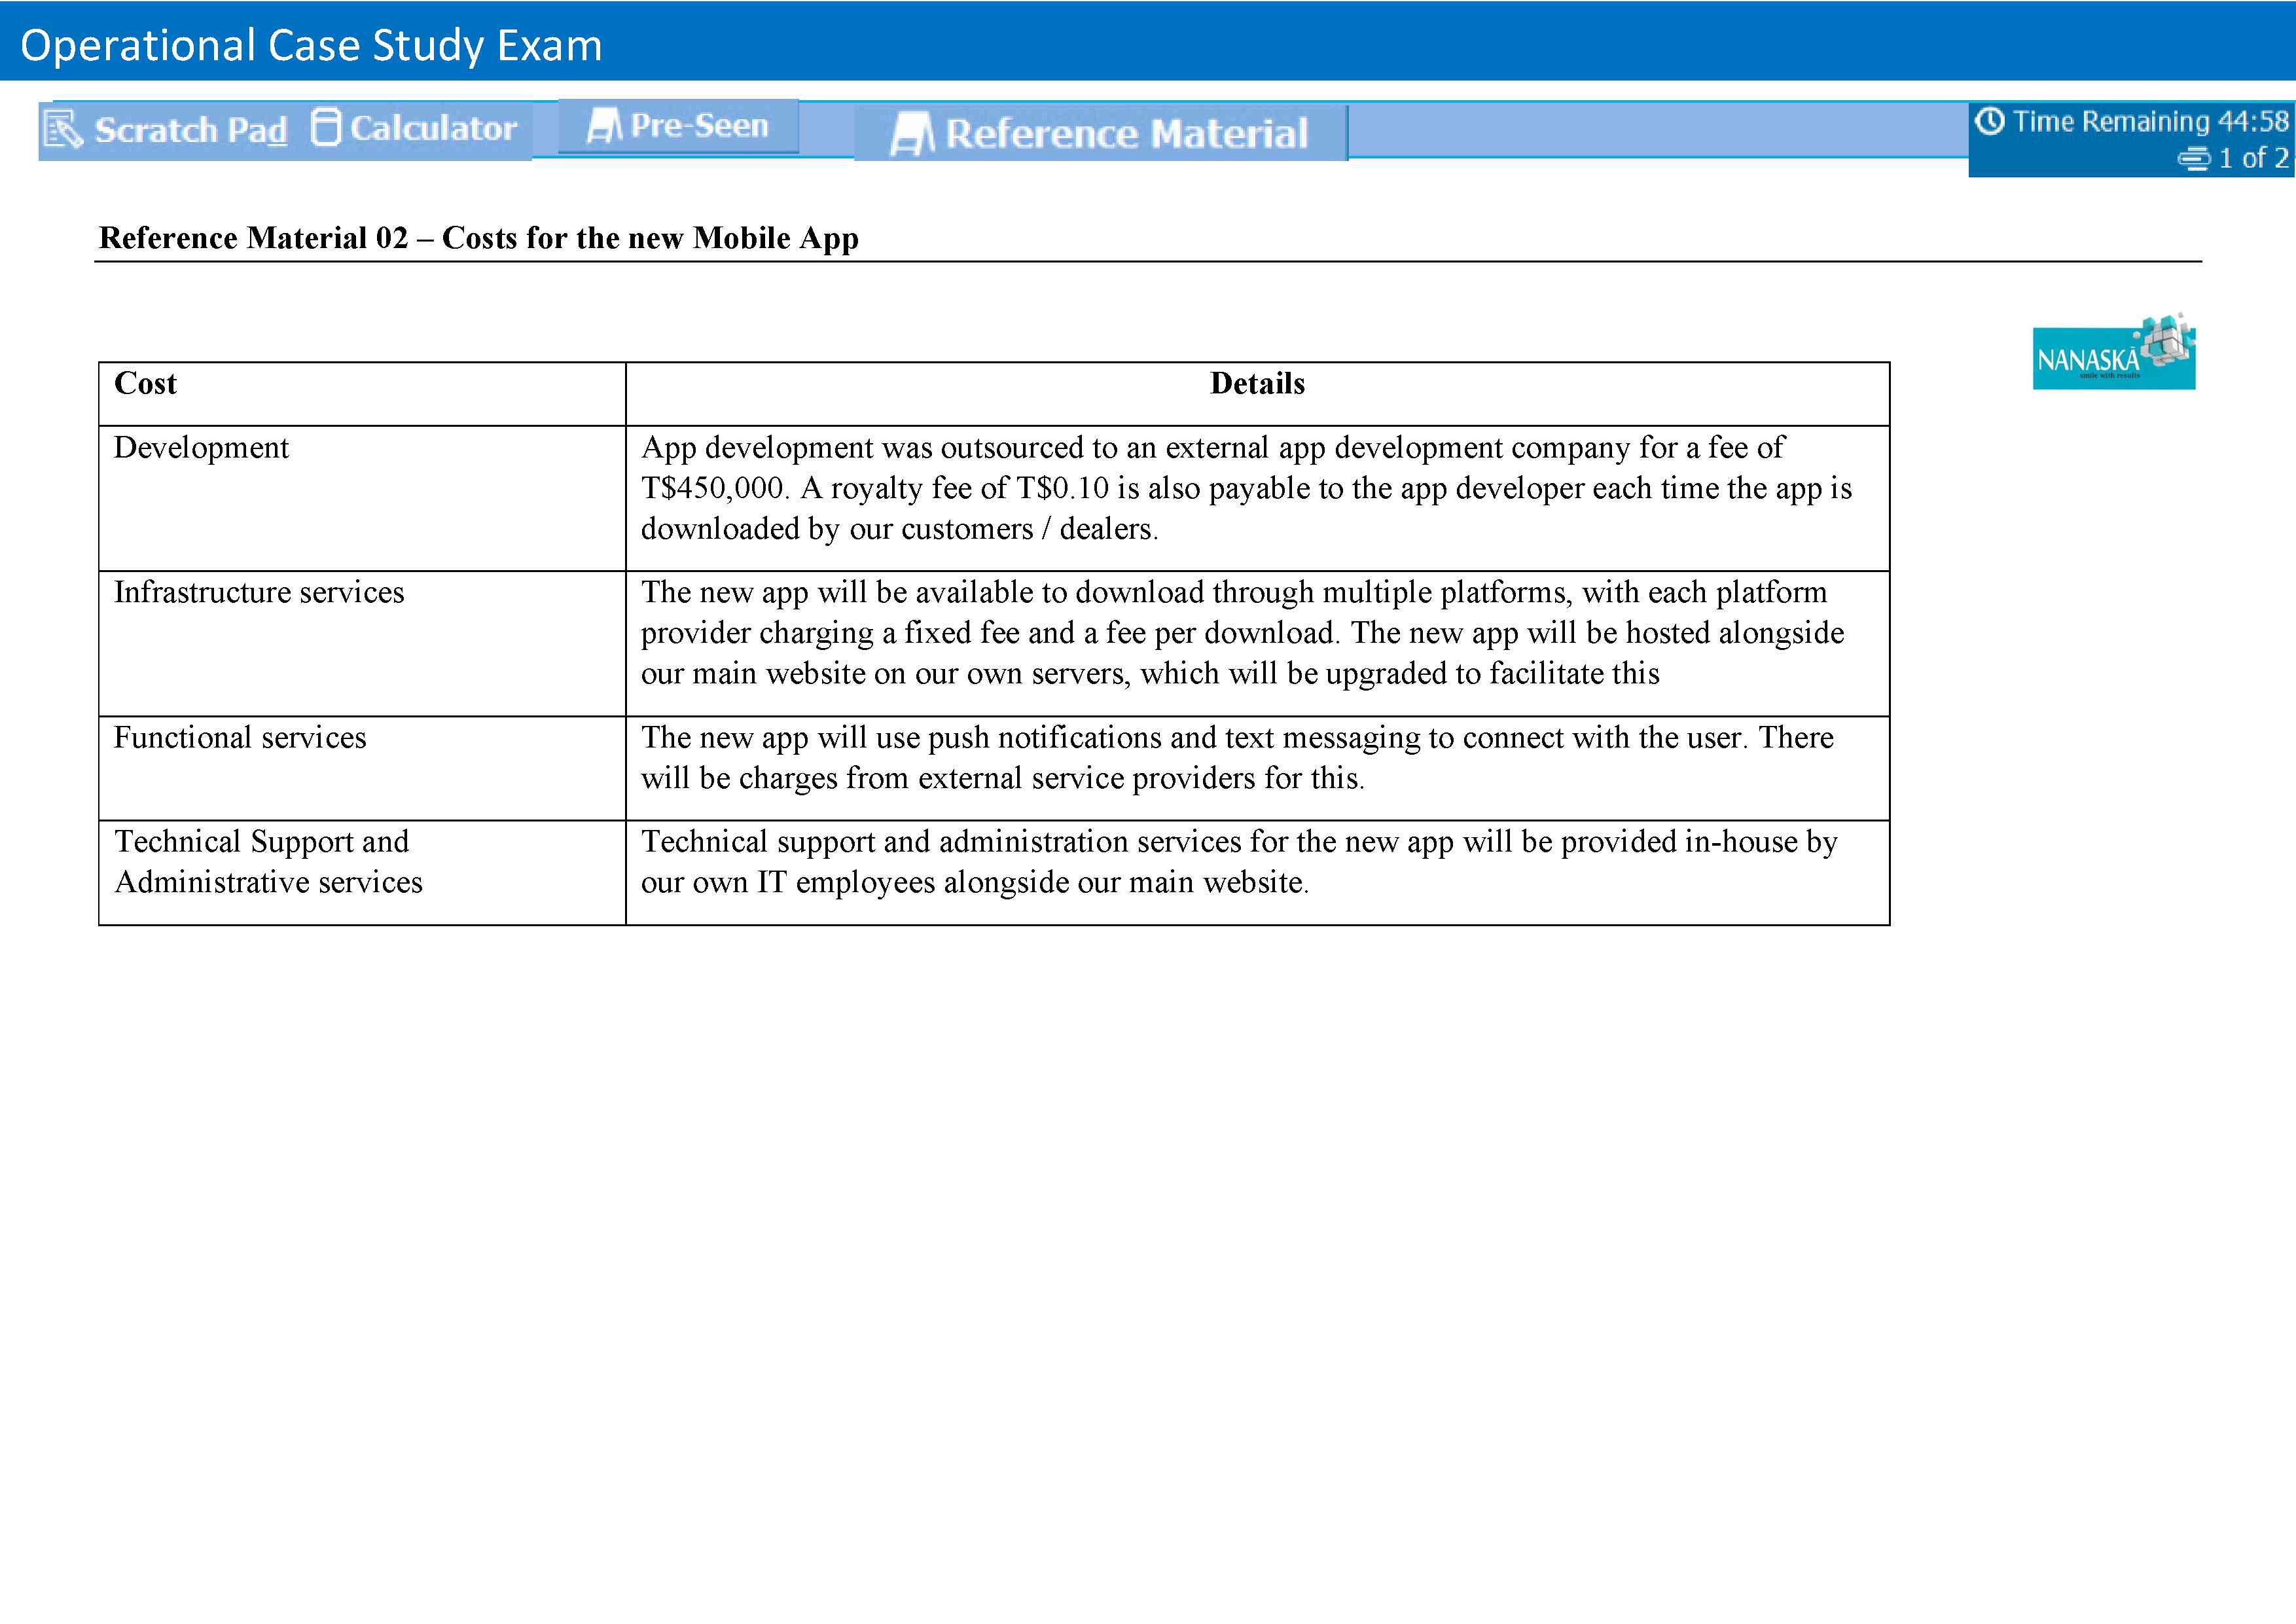 Operational Case Study Exam
Scratch Pad
Calculator
Pre-Seen
Reference Material
Time Remaining 44:58
1 of 2
Reference Material 02 – Costs for the new Mobile App
NANASKĀ
smile with results
Cost
Details
Development
App development was outsourced to an external app development company for a fee of
T$450,000. A royalty fee of T$0.10 is also payable to the app developer each time the app is
downloaded by our customers / dealers.
Infrastructure services
The new app will be available to download through multiple platforms, with each platform
provider charging a fixed fee and a fee per download. The new app will be hosted alongside
our main website on our own servers, which will be upgraded to facilitate this
Functional services
The new app will use push notifications and text messaging to connect with the user. There
will be charges from external service providers for this.
Technical Support and
Administrative services
Technical support and administration services for the new app will be provided in-house by
our own IT employees alongside our main website.